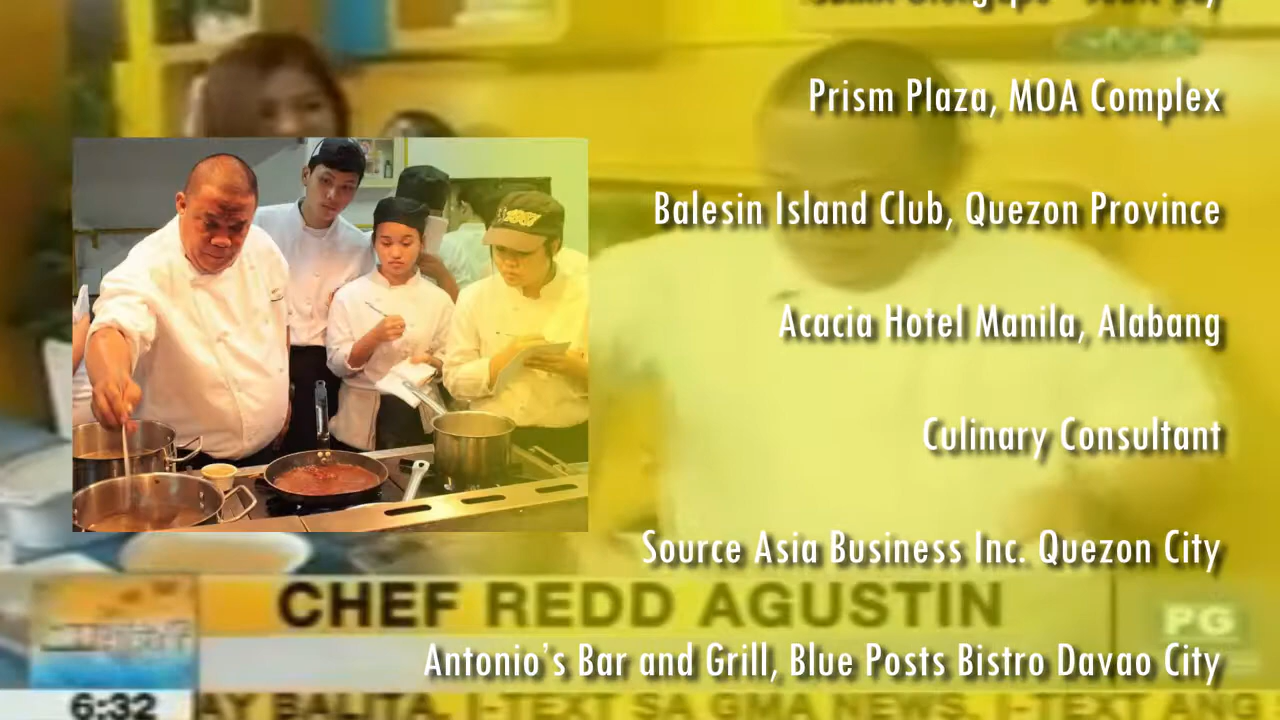 Prism Plaza, MOA Complex
Balesin Island Club, Quezon Province
Acacia Hotel Manila, Alabang
Culinary Consultant
Source Asia Business Inc. Quezon City
CHEF REDD AGUSTIN
PG
Antonio's Bar and Grill, Blue Posts Bistro Davao City
6:32
AY BALITA, I-TEXT SA GMA NEWS. I-TEXT ANG